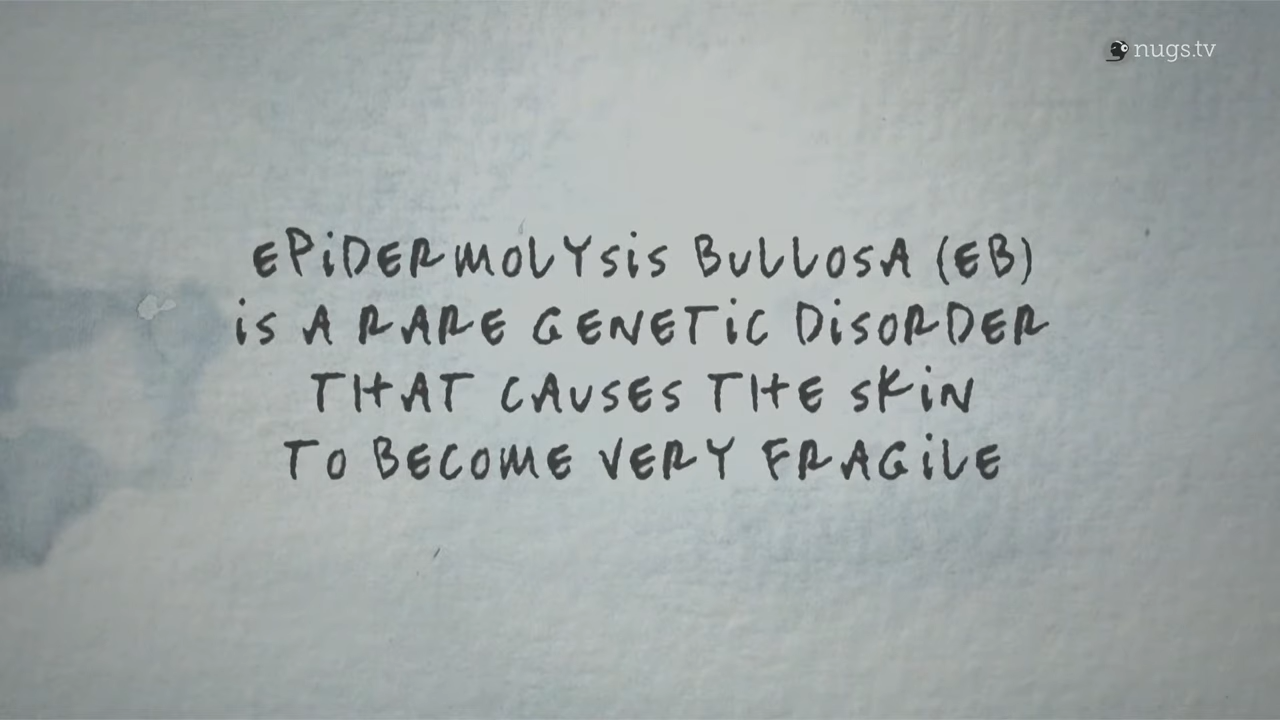 nugs.tv
EPiDERMOLYSiS BULLOSA (EB)
iS A RARE GENETiC DiSORDER
THAT CAUSES THE SKiN
TO BECOME VERY FRAGiLE